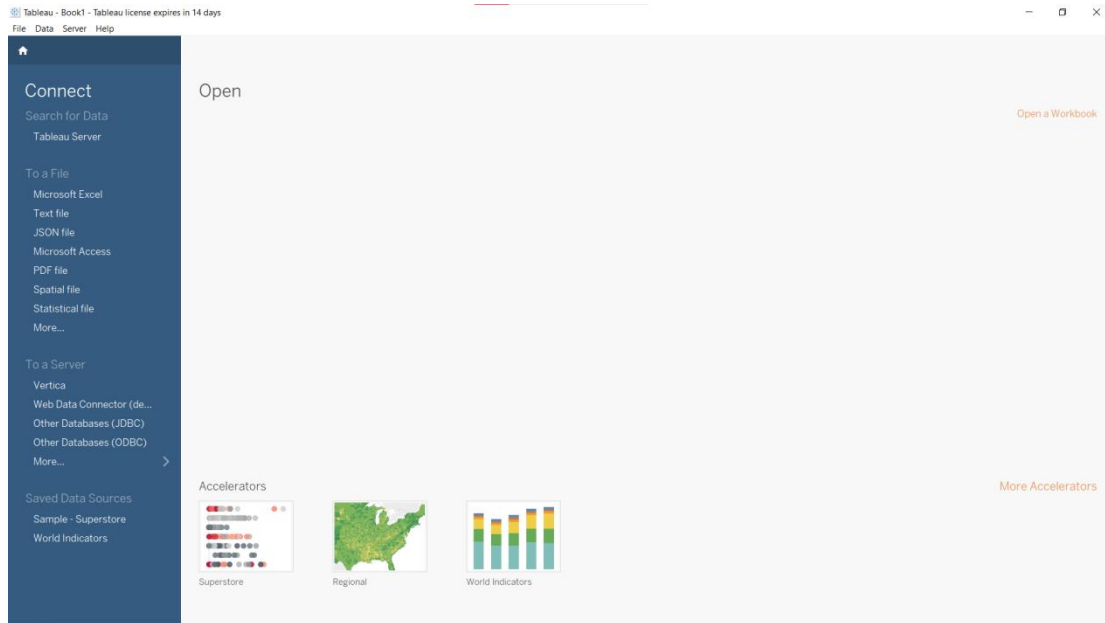 Tableau - Book1 - Tableau license expires in 14 days
File Data Server Help
Connect
Search for Data
Tableau Server
To a File
Microsoft Excel
Text file
JSON file
Microsoft Access
PDF file
Spatial file
Statistical file
More...
To a Server
Vertica
Web Data Connector (de...
Other Databases (JDBC)
Other Databases (ODBC)
More...
Saved Data Sources
Sample - Superstore
World Indicators
Open
Open a Workbook
Accelerators
More Accelerators
Superstore
Regional
World Indicators